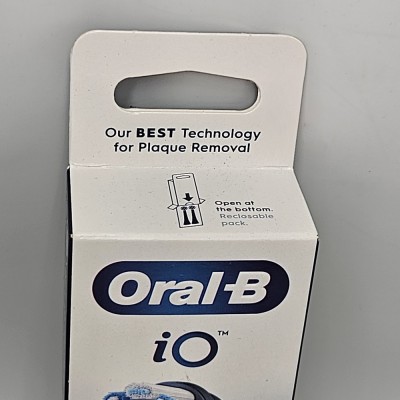 Our BEST Technology
for Plaque Removal
Open at
the bottom.
Reclosable
pack.
Oral-B
iO™